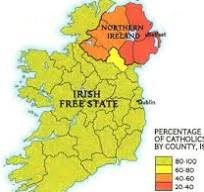 NORTHERN
IRELAND
Belfast
IRISH
FREE STATE
Dublin
PERCENTAGE
OF CATHOLICS
BY COUNTY, 
80-100
60-80
40-60
20-40